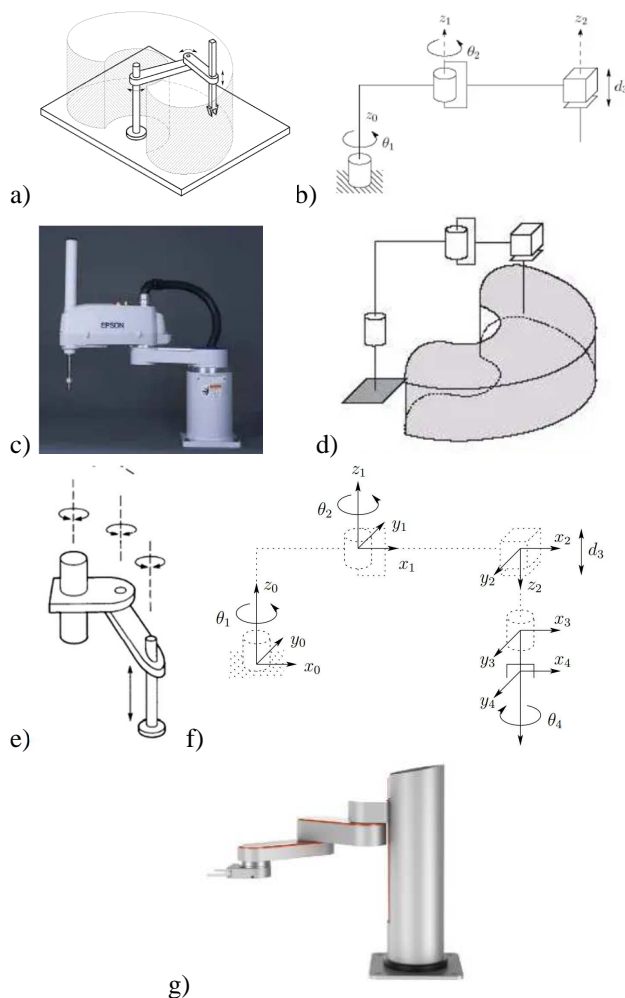 a)
b)
z₁
θ₂
z₂
d₃
z₀
θ₁
c)
EPSON
d)
e)
f)
z₁
θ₂
y₁
x₁
z₀
θ₁
y₀
x₀
x₂
d₃
y₂
z₂
x₃
y₃
x₄
y₄
θ₄
g)